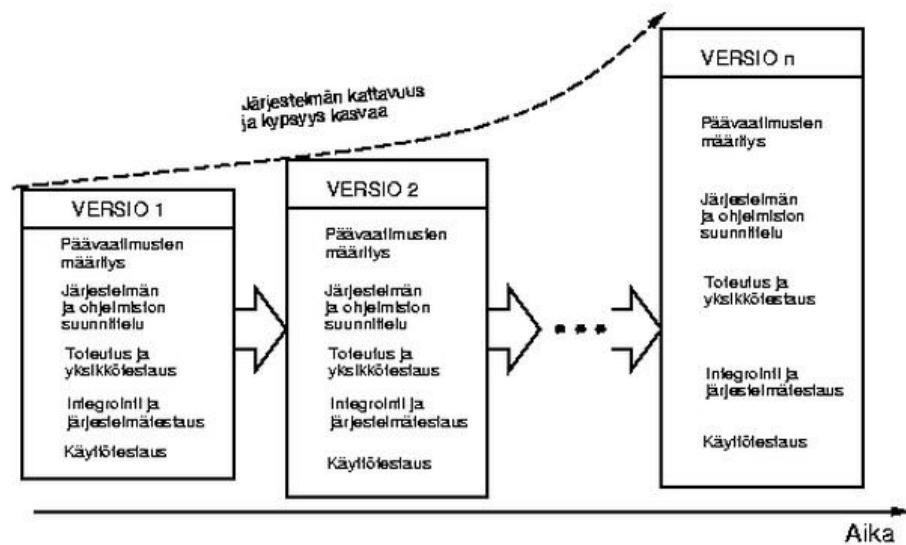 Järjestelmän kattavuus
ja kypsyys kasvaa
VERSIO 1
Päävaatimusten
määritys
Järjestelmän
ja ohjelmiston
suunnittelu
Toteutus ja
yksikkötestaus
Integrointi ja
järjestelmätestaus
Käyttötestaus
VERSIO 2
Päävaatimusten
määritys
Järjestelmän
ja ohjelmiston
suunnittelu
Toteutus ja
yksikkötestaus
Integrointi ja
järjestelmätestaus
Käyttötestaus
VERSIO n
Päävaatimusten
määritys
Järjestelmän
ja ohjelmiston
suunnittelu
Toteutus ja
yksikkötestaus
Integrointi ja
järjestelmätestaus
Käyttötestaus
Aika